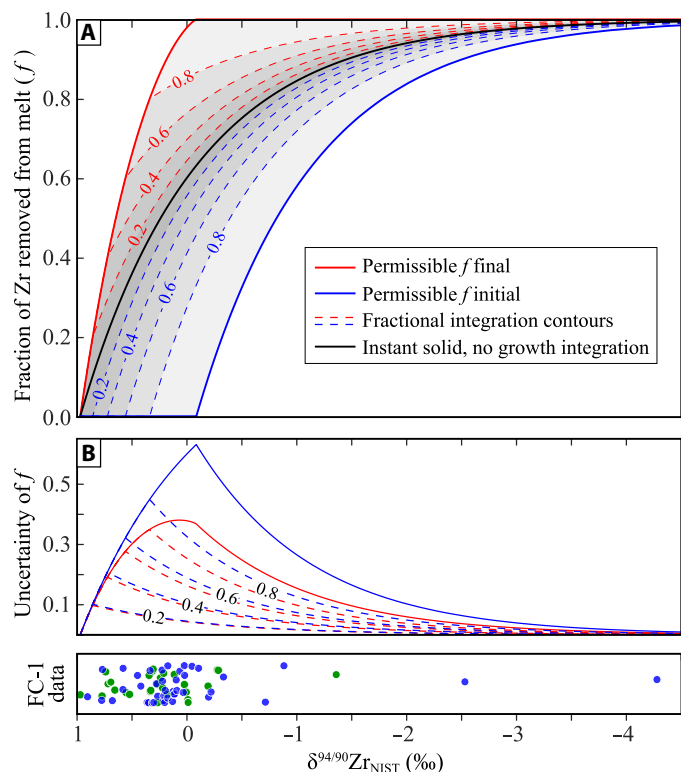 A
1.0
0.8
0.6
0.4
0.2
0.0
Fraction of Zr removed from melt (f)
0.8
0.6
0.4
0.2
0.8
0.6
0.4
0.2
Permissible f final
Permissible f initial
Fractional integration contours
Instant solid, no growth integration
B
0.5
0.3
0.1
Uncertainty of f
0.8
0.6
0.4
0.2
FC-1
data
1 0 −1 −2 −3 −4
δ94/90ZrNIST (‰)